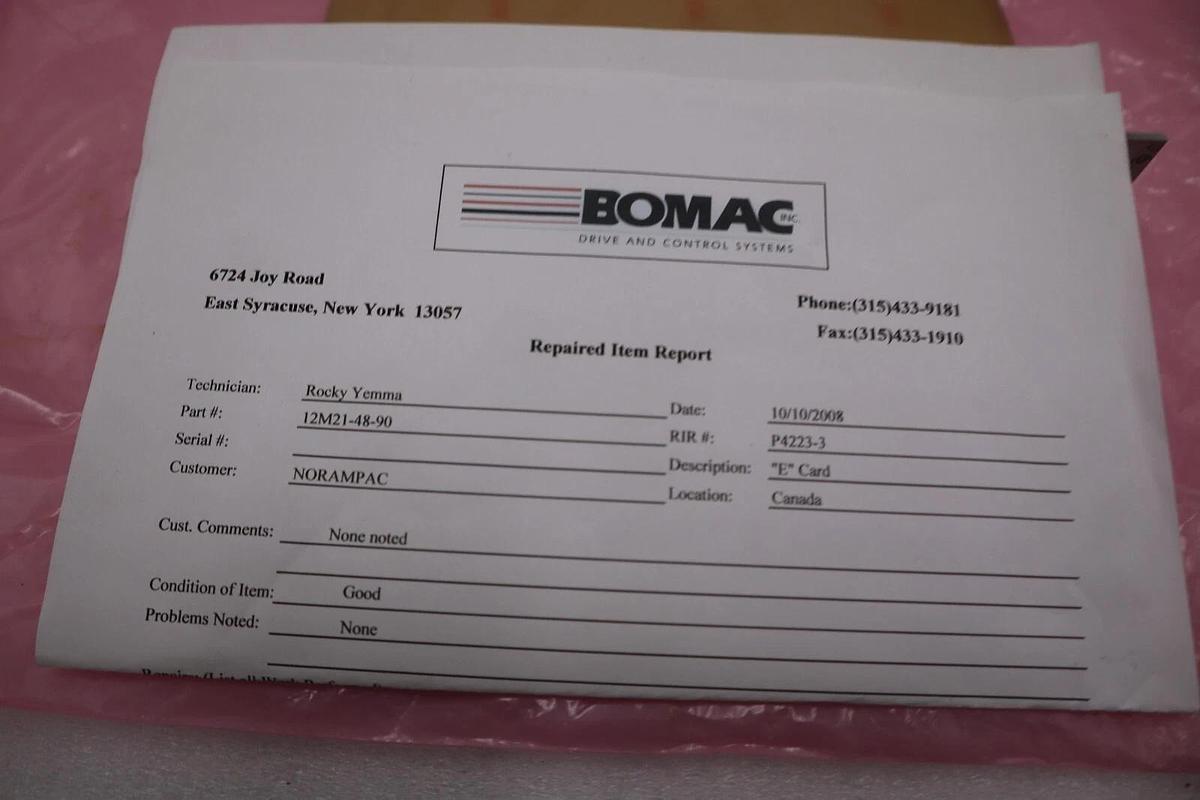 BOMAC INC.
DRIVE AND CONTROL SYSTEMS
6724 Joy Road
East Syracuse, New York 13057
Phone:(315)433-9181
Fax:(315)433-1910
Repaired Item Report
Technician: Rocky Yemma
Date: 10/10/2008
Part #: 12M21-48-90
RIR #: P4223-3
Serial #:
Description: "E" Card
Customer: NORAMPAC
Location: Canada
Cust. Comments: None noted
Condition of Item: Good
Problems Noted: None